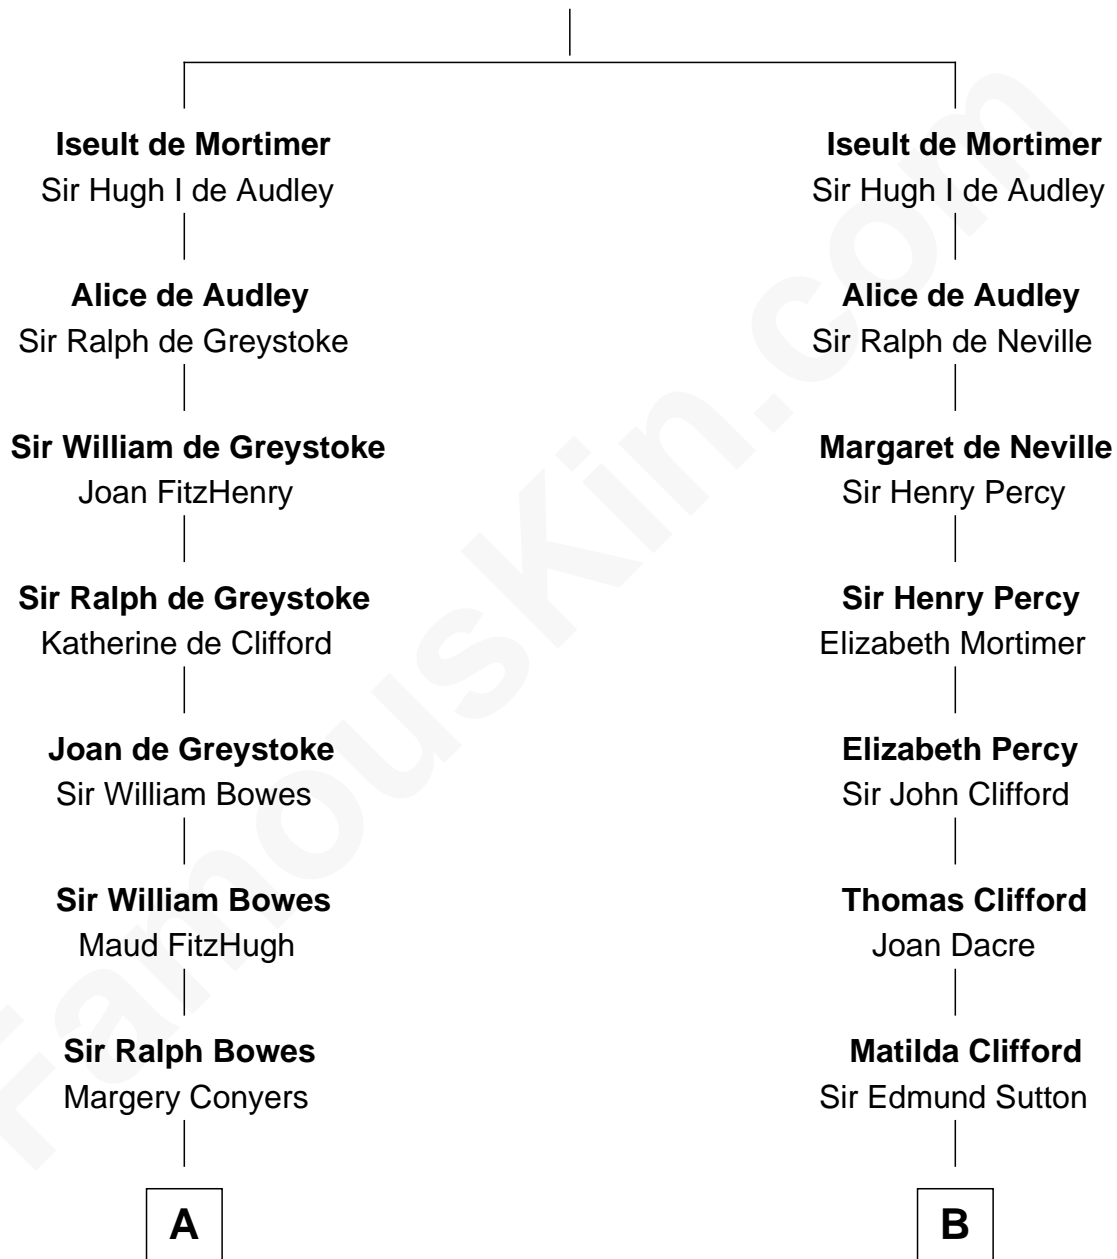 Iseult de Mortimer
Sir Hugh I de Audley
Alice de Audley
Sir Ralph de Greystoke
Sir William de Greystoke
Joan FitzHenry
Sir Ralph de Greystoke
Katherine de Clifford
Joan de Greystoke
Sir William Bowes
Sir William Bowes
Maud FitzHugh
Sir Ralph Bowes
Margery Conyers
A
Iseult de Mortimer
Sir Hugh I de Audley
Alice de Audley
Sir Ralph de Neville
Margaret de Neville
Sir Henry Percy
Sir Henry Percy
Elizabeth Mortimer
Elizabeth Percy
Sir John Clifford
Thomas Clifford
Joan Dacre
Matilda Clifford
Sir Edmund Sutton
B
FamousKin.com